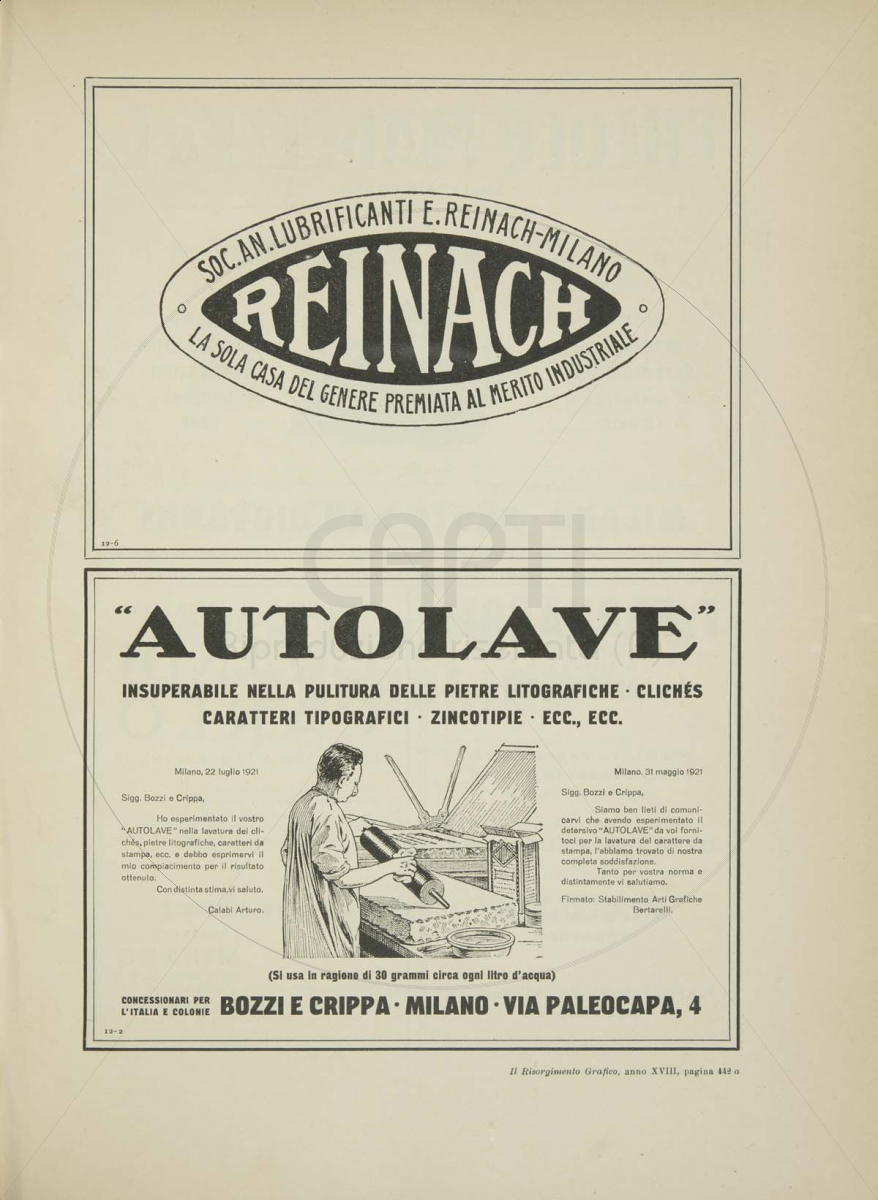 SOC.AN.LUBRIFICANTI E.REINACH-MILANO
REINACH
LA SOLA CASA DEL GENERE PREMIATA AL MERITO INDUSTRIALE
12-6
CAPTI
"AUTOLAVE"
INSUPERABILE NELLA PULITURA DELLE PIETRE LITOGRAFICHE · CLICHÉS
CARATTERI TIPOGRAFICI · ZINCOTIPIE · ECC., ECC.
Milano, 22 luglio 1921
Sigg. Bozzi e Crippa,
Ho esperimentato il vostro
"AUTOLAVE" nella lavatura dei cli-
chès, pietre litografiche, caratteri da
stampa, ecc. e debbo esprimervi il
mio compiacimento per il risultato
ottenuto.
Con distinta stima, vi saluto.
Calabi Arturo.
Milano. 31 maggio 1921
Sigg. Bozzi e Crippa,
Siamo ben lieti di comuni-
carvi che avendo esperimentato il
detersivo "AUTOLAVE" da voi forni-
toci per la lavatura del carattere da
stampa, l'abbiamo trovato di nostra
completa soddisfazione.
Tanto per vostra norma e
distintamente vi salutiamo.
Firmato: Stabilimento Arti Grafiche
Bertarelli.
(Si usa in ragione di 30 grammi circa ogni litro d'acqua)
CONCESSIONARI PER
L'ITALIA E COLONIE
BOZZI E CRIPPA · MILANO · VIA PALEOCAPA, 4
12-2
Il Risorgimento Grafico, anno XVIII, pagina 442 o